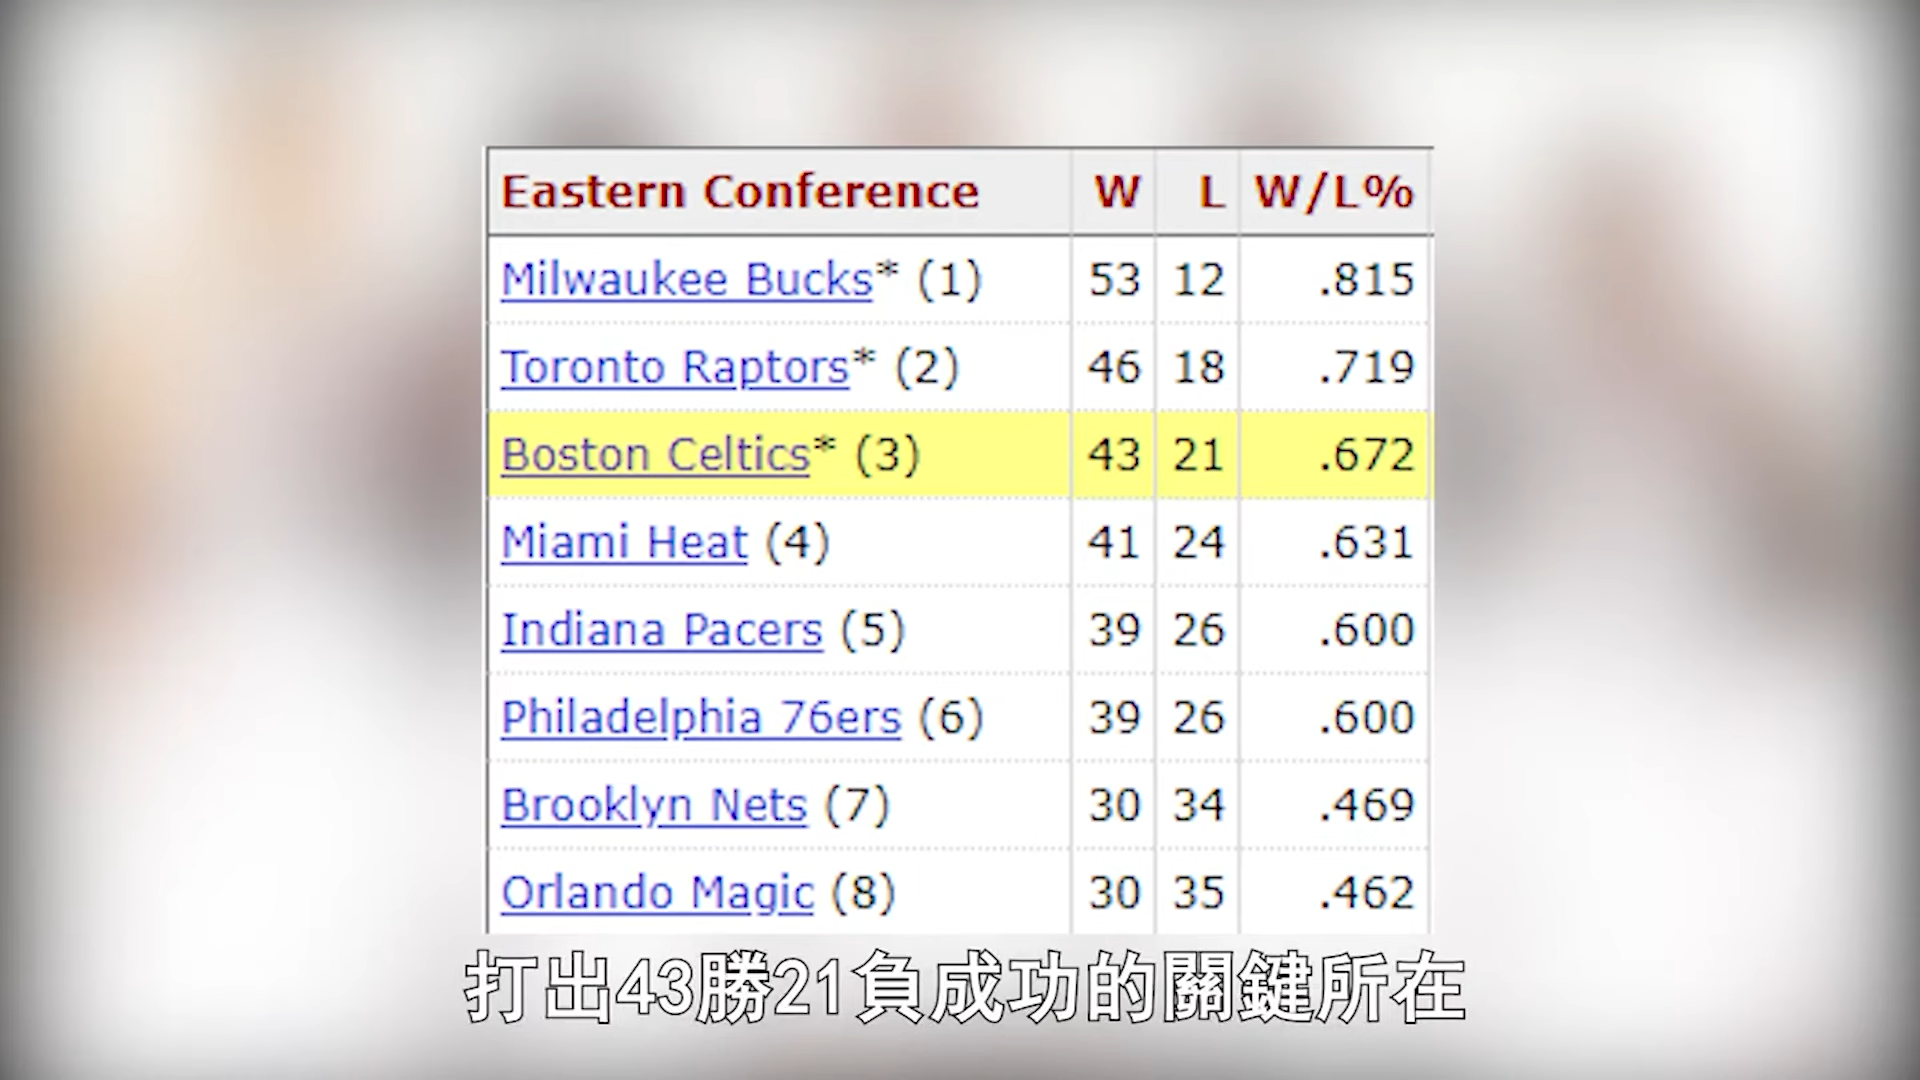 Eastern Conference W L W/L%
Milwaukee Bucks* (1) 53 12 .815
Toronto Raptors* (2) 46 18 .719
Boston Celtics* (3) 43 21 .672
Miami Heat (4) 41 24 .631
Indiana Pacers (5) 39 26 .600
Philadelphia 76ers (6) 39 26 .600
Brooklyn Nets (7) 30 34 .469
Orlando Magic (8) 30 35 .462
打出43勝21負成功的關鍵所在